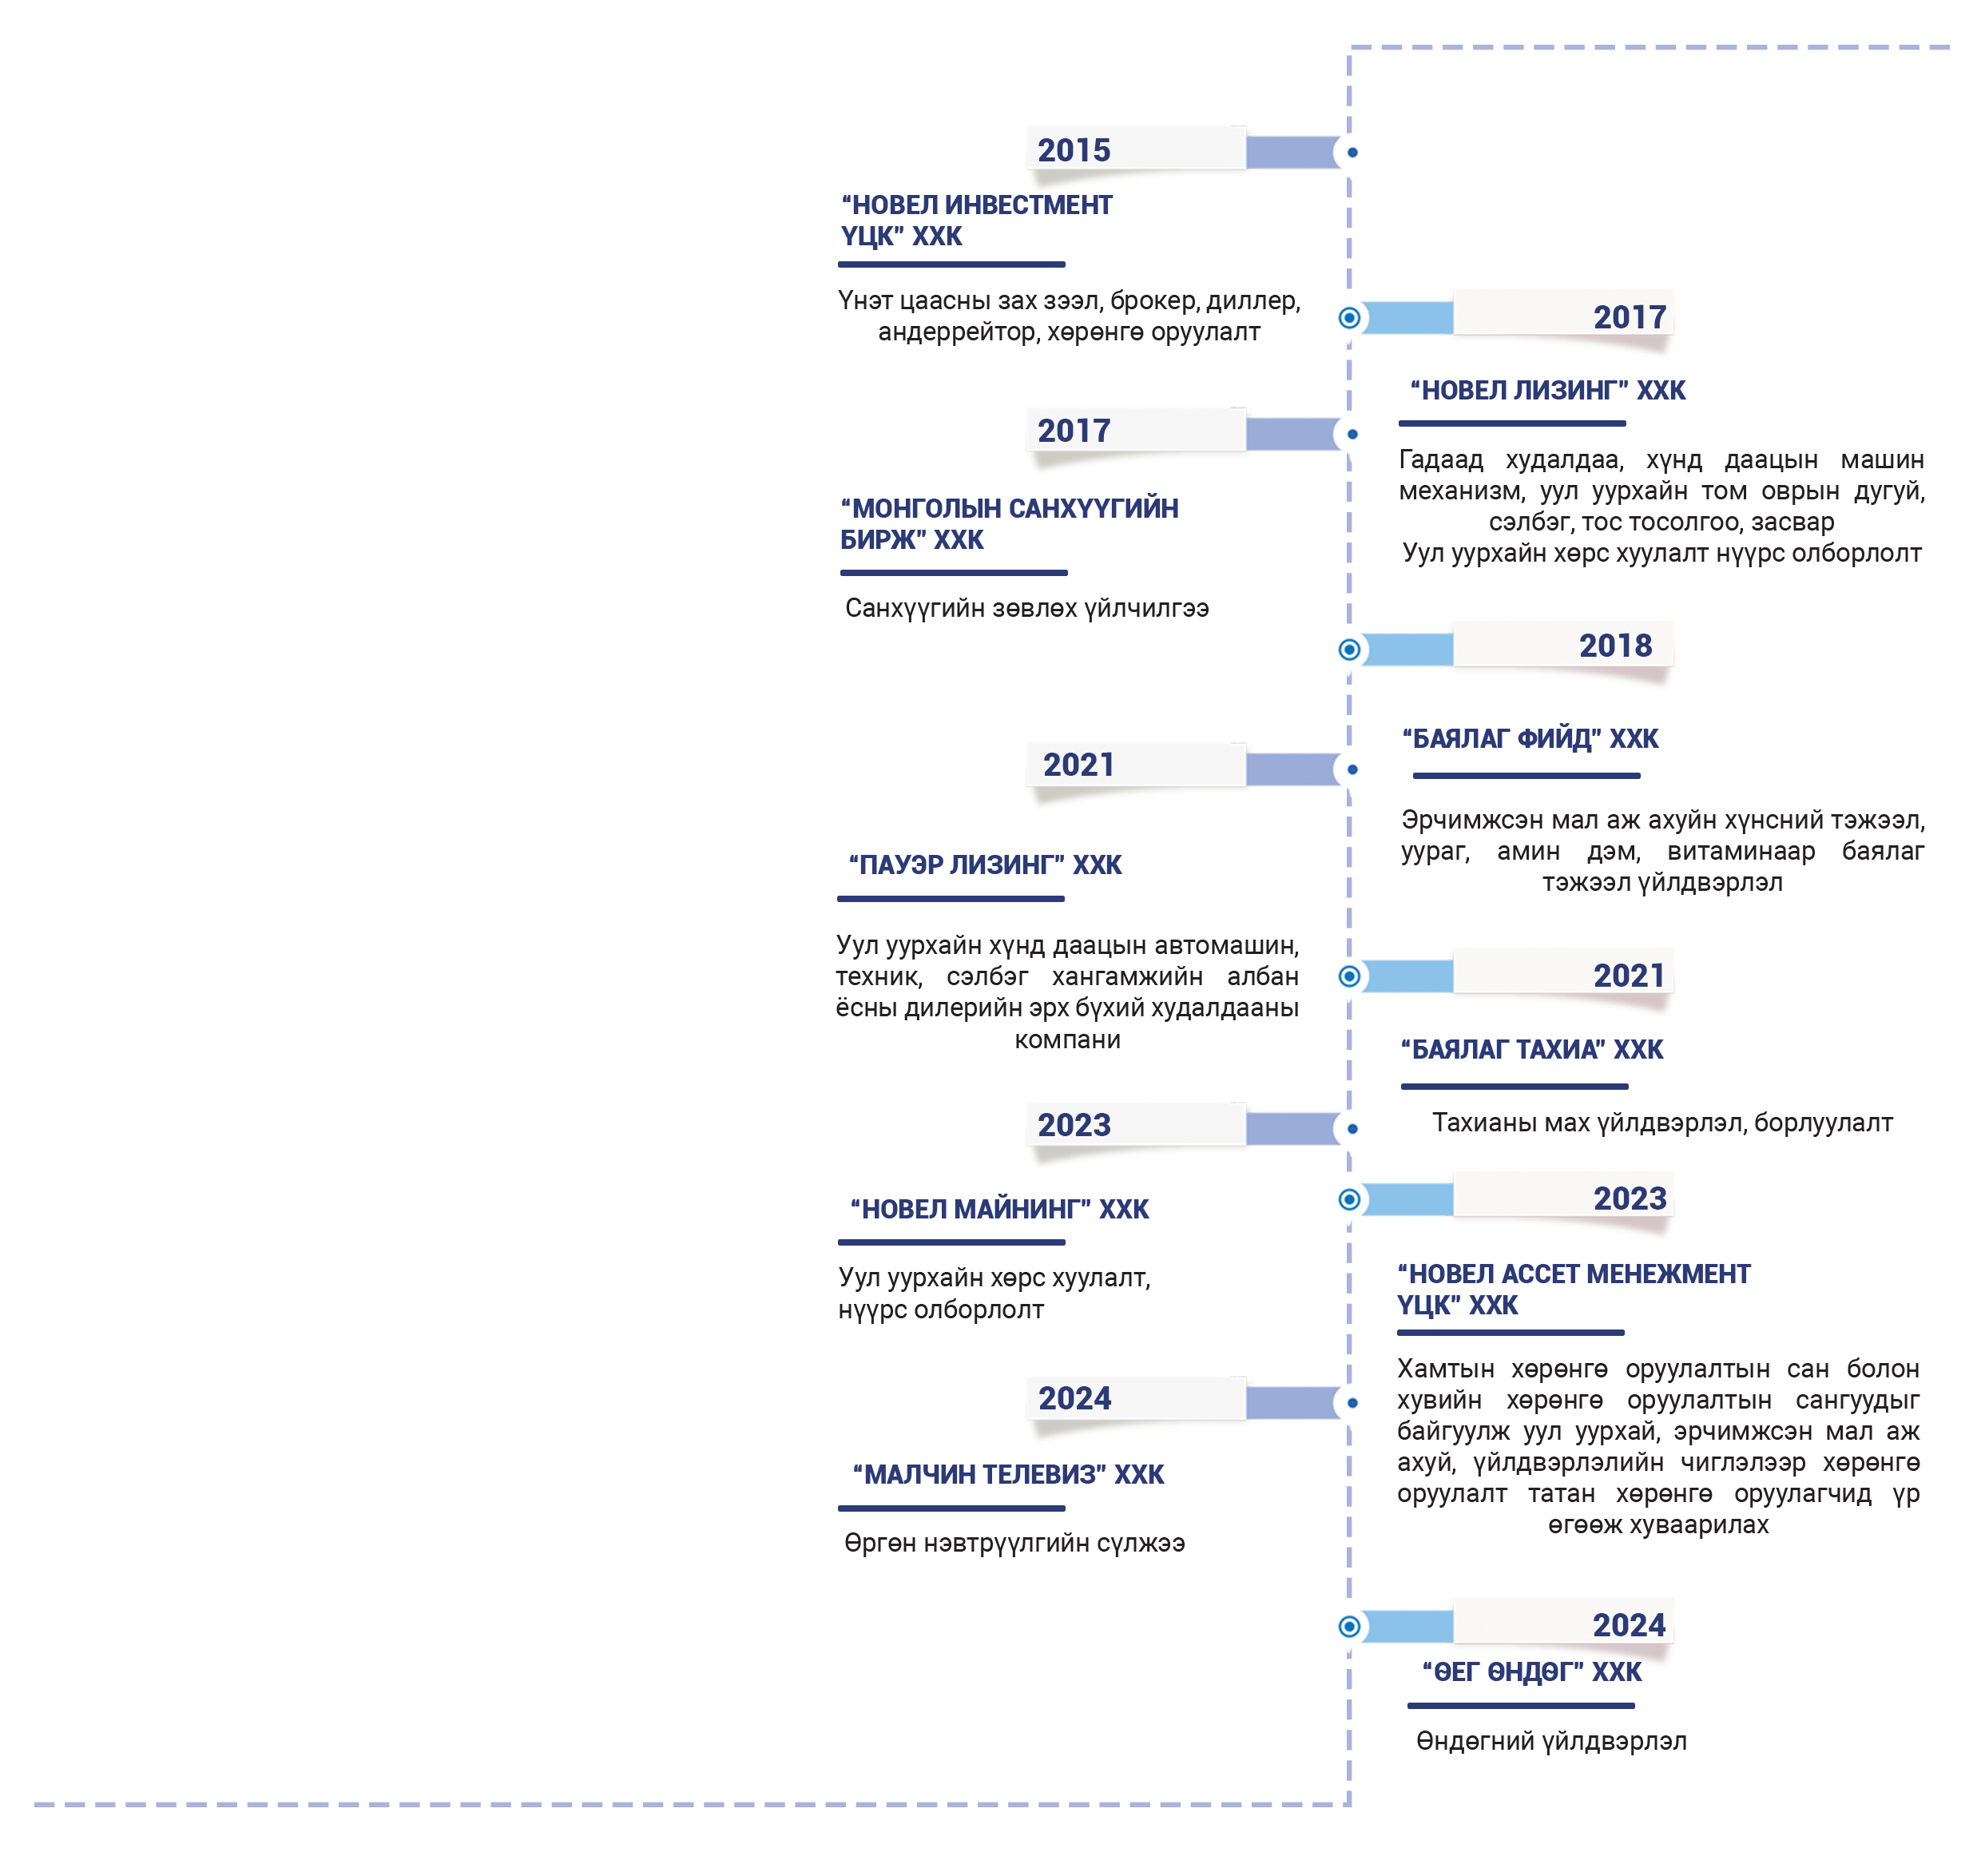 2015
“НОВЕЛ ИНВЕСТМЕНТ
ҮЦК” ХХК
Үнэт цаасны зах зээл, брокер, диллер,
андеррейтор, хөрөнгө оруулалт
2017
“НОВЕЛ ЛИЗИНГ” ХХК
Гадаад худалдаа, хүнд даацын машин
механизм, уул уурхайн том оврын дугуй,
сэлбэг, тос тосолгоо, засвар
Уул уурхайн хөрс хуулалт нүүрс олборлолт
2017
“МОНГОЛЫН САНХҮҮГИЙН
БИРЖ” ХХК
Санхүүгийн зөвлөх үйлчилгээ
2018
“БАЯЛАГ ФИЙД” ХХК
Эрчимжсэн мал аж ахуйн хүнсний тэжээл,
уураг, амин дэм, витаминаар баялаг
тэжээл үйлдвэрлэл
2021
“ПАУЭР ЛИЗИНГ” ХХК
Уул уурхайн хүнд даацын автомашин,
техник, сэлбэг хангамжийн албан
ёсны дилерийн эрх бүхий худалдааны
компани
2021
“БАЯЛАГ ТАХИА” ХХК
Тахианы мах үйлдвэрлэл, борлуулалт
2023
“НОВЕЛ МАЙНИНГ” ХХК
Уул уурхайн хөрс хуулалт,
нүүрс олборлолт
2023
“НОВЕЛ АССЕТ МЕНЕЖМЕНТ
ҮЦК” ХХК
Хамтын хөрөнгө оруулалтын сан болон
хувийн хөрөнгө оруулалтын сангуудыг
байгуулж уул уурхай, эрчимжсэн мал аж
ахуй, үйлдвэрлэлийн чиглэлээр хөрөнгө
оруулалт татан хөрөнгө оруулагчид үр
өгөөж хуваарилах
2024
“МАЛЧИН ТЕЛЕВИЗ” ХХК
Өргөн нэвтрүүлгийн сүлжээ
2024
“ӨЕГ ӨНДӨГ” ХХК
Өндөгний үйлдвэрлэл